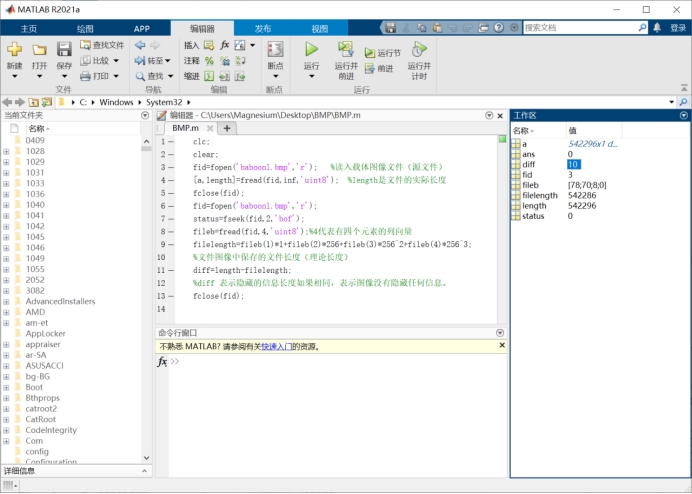 MATLAB R2021a
主页 绘图 APP 编辑器 发布 视图 搜索文档 登录
新建 打开 保存 查找文件 比较 打印 转至 查找 插入 fx 注释 缩进 断点 运行 运行并前进 运行节 前进 运行并计时
文件 导航 编辑 断点 运行
C: Windows System32
当前文件夹
名称
0409
1028
1029
1031
1033
1036
1040
1041
1042
1045
1046
1049
1055
2052
3082
AdvancedInstallers
AMD
am-et
AppLocker
appraiser
ar-SA
ASUSACCI
bg-BG
Boot
Bthprops
catroot2
CatRoot
CodeIntegrity
Com
config
Configuration
详细信息
编辑器 - C:\Users\Magnesium\Desktop\BMP\BMP.m
BMP.m
1 clc;
2 clear;
3 fid=fopen('baboon1.bmp','r'); %读入载体图像文件（源文件）
4 [a,length]=fread(fid,inf,'uint8'); %length是文件的实际长度
5 fclose(fid);
6 fid=fopen('baboon1.bmp','r');
7 status=fseek(fid,2,'bof');
8 fileb=fread(fid,4,'uint8');%4代表有四个元素的列向量
9 filelength=fileb(1)*1+fileb(2)*256+fileb(3)*256^2+fileb(4)*256^3;
10 %文件图像中保存的文件长度（理论长度）
11 diff=length-filelength;
12 %diff 表示隐藏的信息长度如果相同，表示图像没有隐藏任何信息。
13 fclose(fid);
14
命令行窗口
不熟悉 MATLAB? 请参阅有关快速入门的资源。
fx >>
工作区
名称 值
a 542296x1 d...
ans 0
diff 10
fid 3
fileb [78;70;8;0]
filelength 542286
length 542296
status 0